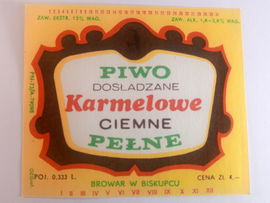 ZAW. EKSTR. 12% WAG. ZAW. ALK. 1,4-2,8% WAG.
PIWO
DOSŁADZANE
Karmelowe
CIEMNE
PEŁNE
POJ. 0,333 L. CENA ZŁ 4.—
BROWAR W BISKUPCU
I II III IV V VI VII VIII IX X XI XII